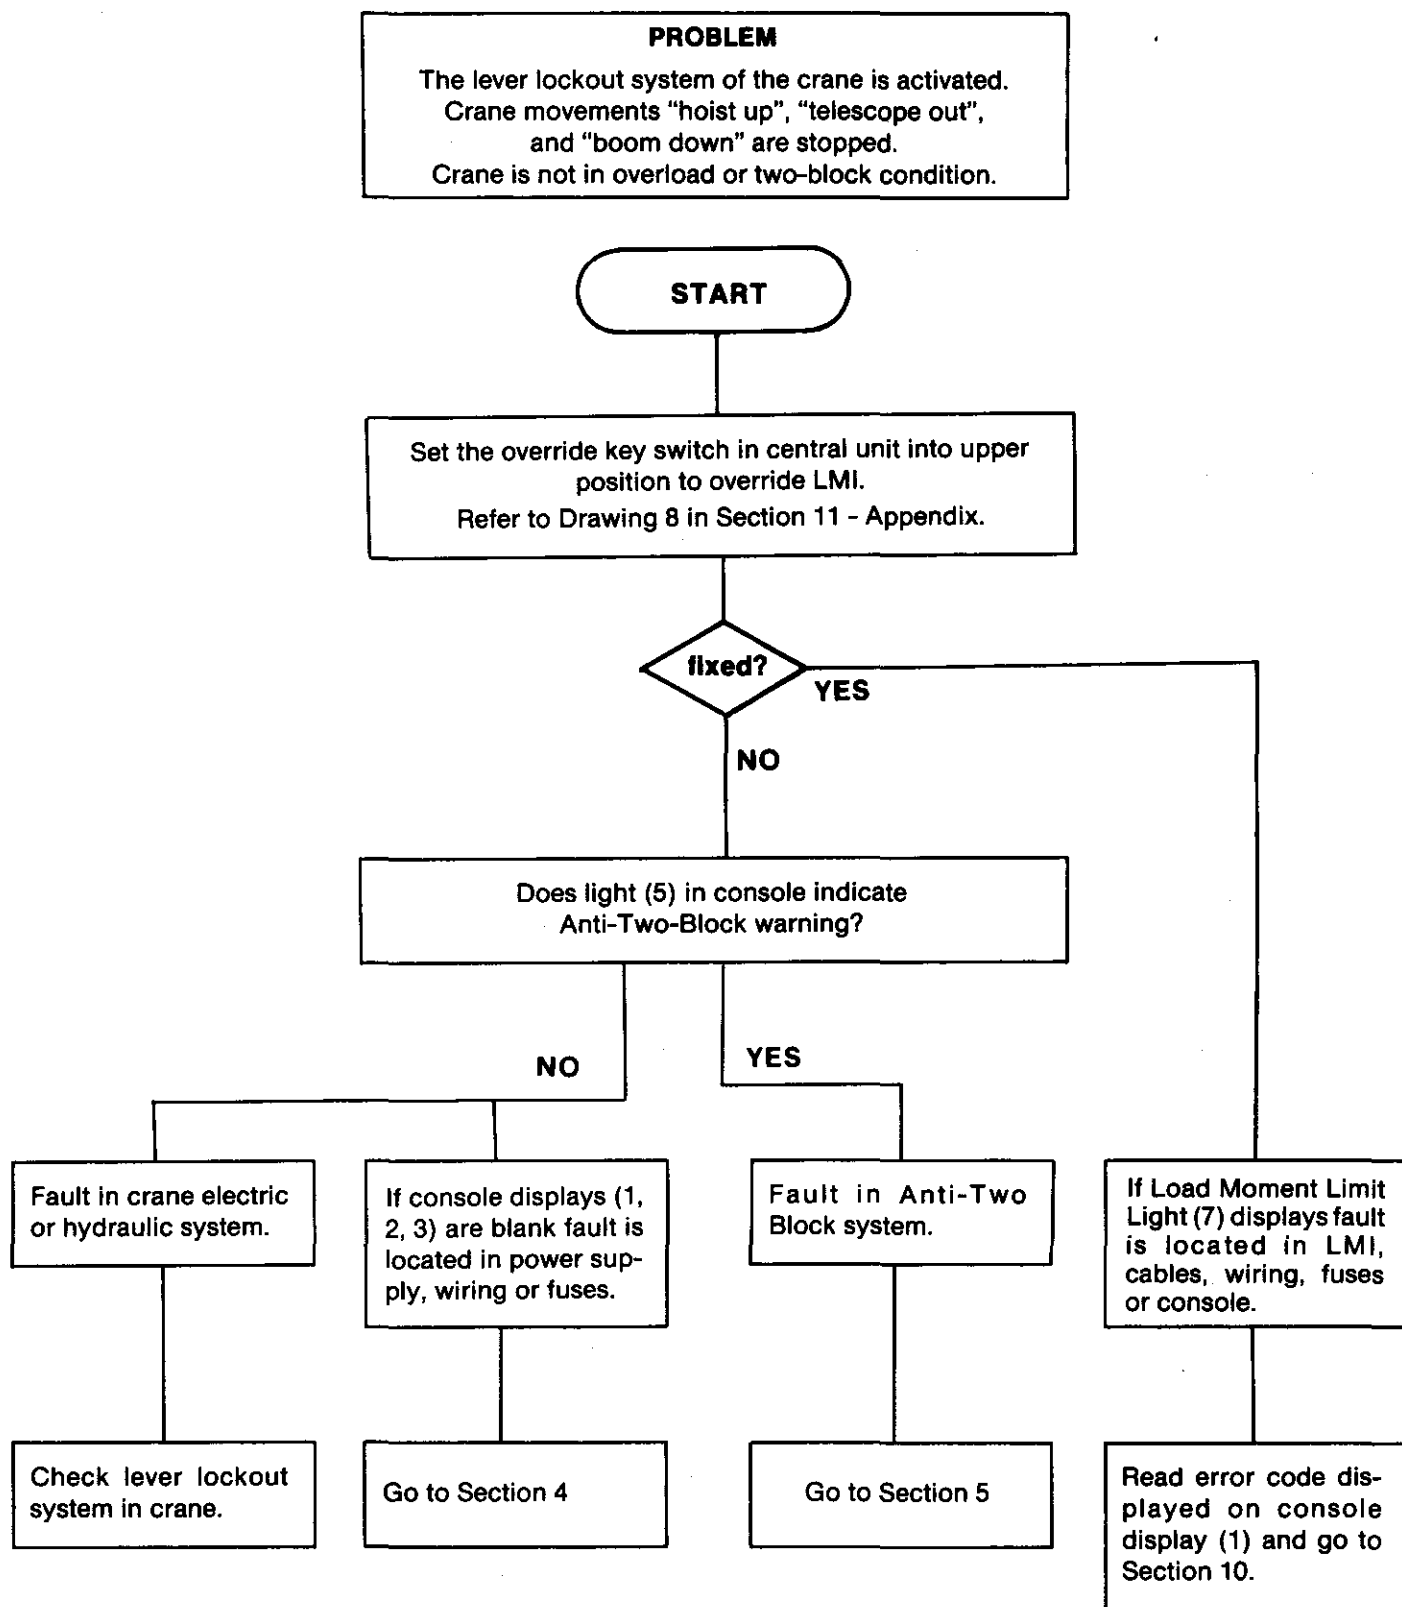 PROBLEM
The lever lockout system of the crane is activated.
Crane movements “hoist up”, “telescope out”,
and “boom down” are stopped.
Crane is not in overload or two–block condition.
START
Set the override key switch in central unit into upper
position to override LMI.
Refer to Drawing 8 in Section 11 - Appendix.
fixed?
YES
NO
Does light (5) in console indicate
Anti-Two-Block warning?
NO
YES
Fault in crane electric
or hydraulic system.
If console displays (1,
2, 3) are blank fault is
located in power sup-
ply, wiring or fuses.
Fault in Anti-Two
Block system.
If Load Moment Limit
Light (7) displays fault
is located in LMI,
cables, wiring, fuses
or console.
Check lever lockout
system in crane.
Go to Section 4
Go to Section 5
Read error code dis-
played on console
display (1) and go to
Section 10.